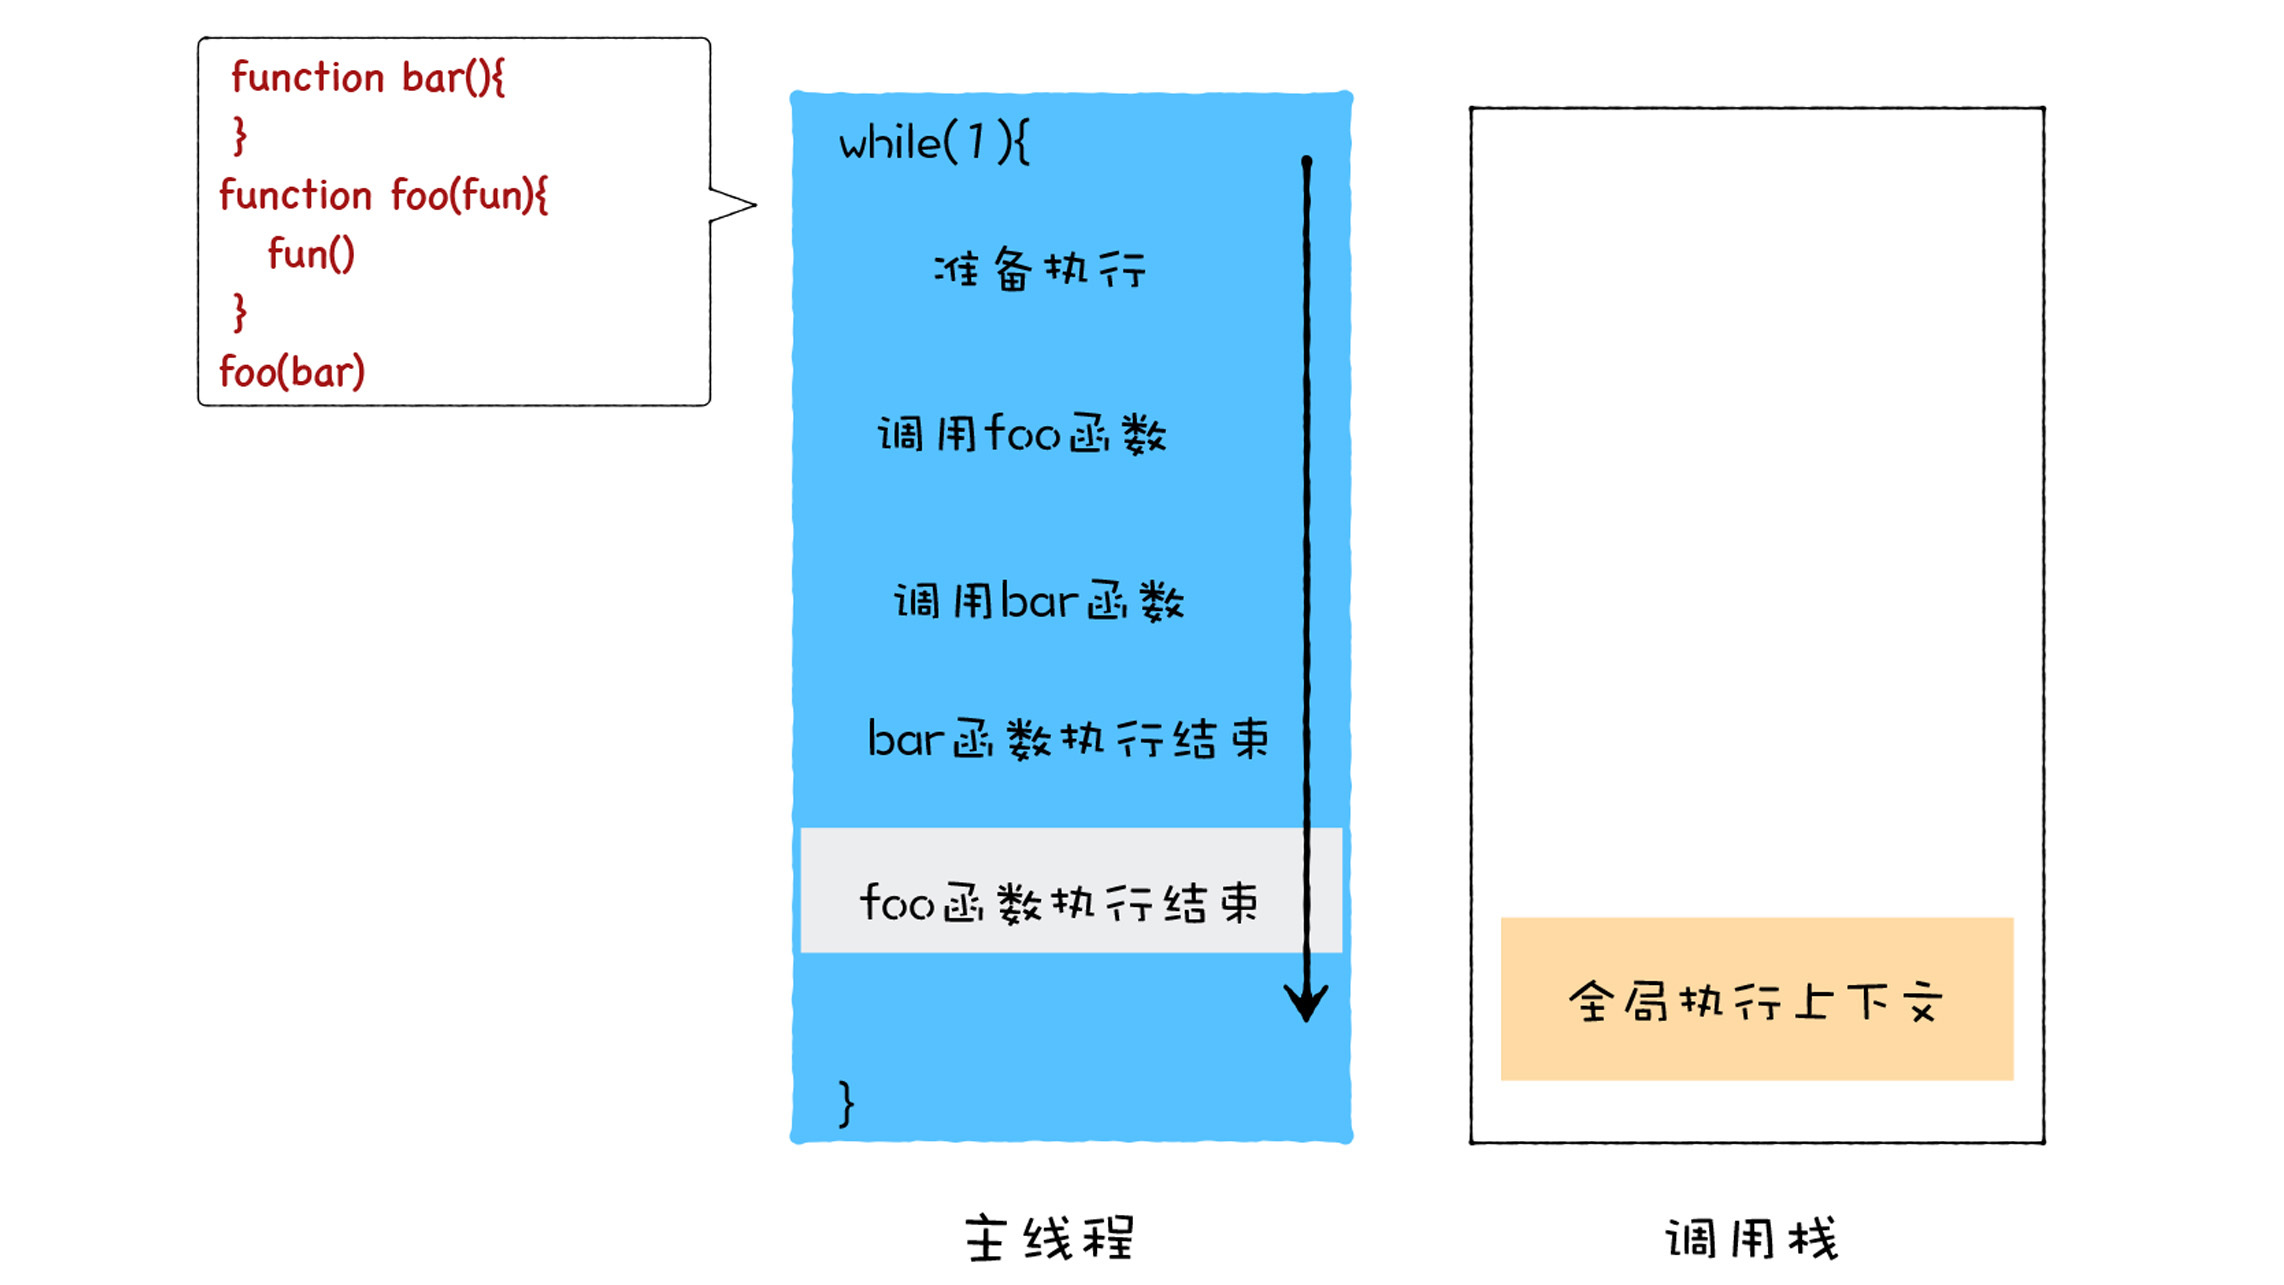 function bar(){
}
function foo(fun){
fun()
}
foo(bar)
while(1){
准备执行
调用foo函数
调用bar函数
bar函数执行结束
foo函数执行结束
}
主线程
全局执行上下文
调用栈